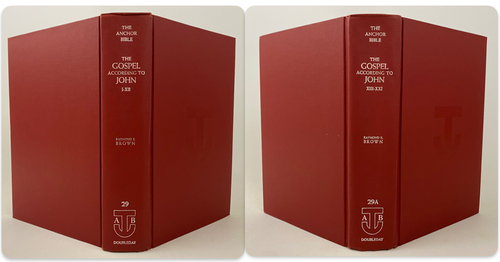 THE
ANCHOR
BIBLE
THE
GOSPEL
ACCORDING TO
JOHN
I-XII
RAYMOND E.
BROWN
29
A B
DOUBLEDAY
THE
ANCHOR
BIBLE
THE
GOSPEL
ACCORDING TO
JOHN
XIII-XXI
RAYMOND E.
BROWN
29A
A B
DOUBLEDAY